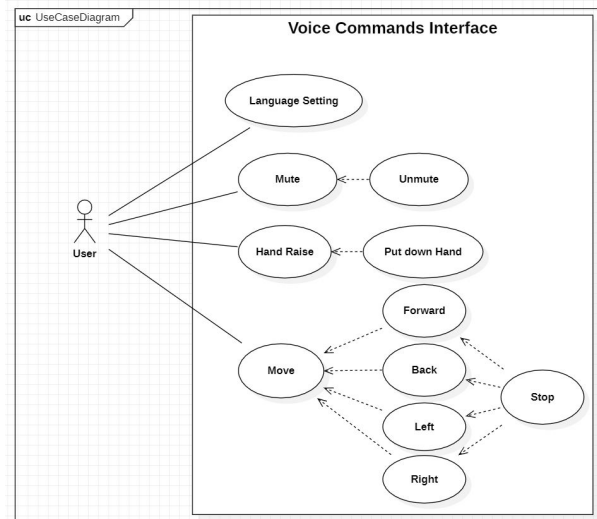 uc UseCaseDiagram
Voice Commands Interface
Language Setting
Mute
Unmute
User
Hand Raise
Put down Hand
Forward
Move
Back
Stop
Left
Right